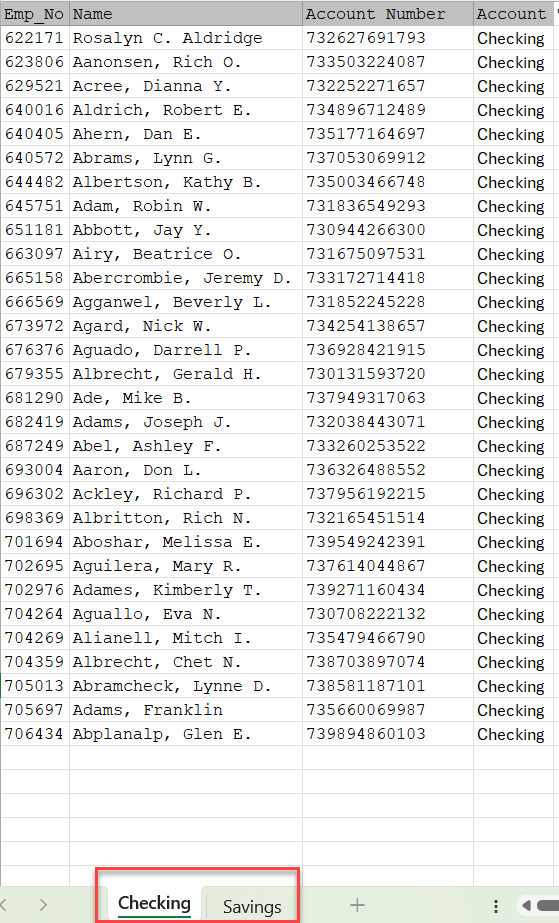 Emp_No Name Account Number Account
622171 Rosalyn C. Aldridge 732627691793 Checking
623806 Aanonsen, Rich O. 733503224087 Checking
629521 Acree, Dianna Y. 732252271657 Checking
640016 Aldrich, Robert E. 734896712489 Checking
640405 Ahern, Dan E. 735177164697 Checking
640572 Abrams, Lynn G. 737053069912 Checking
644482 Albertson, Kathy B. 735003466748 Checking
645751 Adam, Robin W. 731836549293 Checking
651181 Abbott, Jay Y. 730944266300 Checking
663097 Airy, Beatrice O. 731675097531 Checking
665158 Abercrombie, Jeremy D. 733172714418 Checking
666569 Agganwel, Beverly L. 731852245228 Checking
673972 Agard, Nick W. 734254138657 Checking
676376 Aguado, Darrell P. 736928421915 Checking
679355 Albrecht, Gerald H. 730131593720 Checking
681290 Ade, Mike B. 737949317063 Checking
682419 Adams, Joseph J. 732038443071 Checking
687249 Abel, Ashley F. 733260253522 Checking
693004 Aaron, Don L. 736326488552 Checking
696302 Ackley, Richard P. 737956192215 Checking
698369 Albritton, Rich N. 732165451514 Checking
701694 Aboshar, Melissa E. 739549242391 Checking
702695 Aguilera, Mary R. 737614044867 Checking
702976 Adames, Kimberly T. 739271160434 Checking
704264 Aguallo, Eva N. 730708222132 Checking
704269 Alianell, Mitch I. 735479466790 Checking
704359 Albrecht, Chet N. 738703897074 Checking
705013 Abramcheck, Lynne D. 738581187101 Checking
705697 Adams, Franklin 735660069987 Checking
706434 Abplanalp, Glen E. 739894860103 Checking
Checking Savings